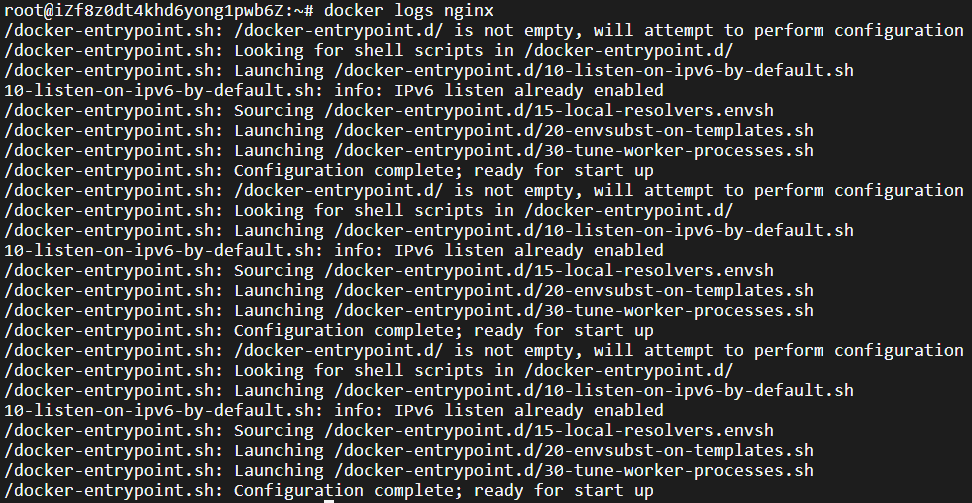 root@iZf8z0dt4khd6yong1pwb6Z:~# docker logs nginx
/docker-entrypoint.sh: /docker-entrypoint.d/ is not empty, will attempt to perform configuration
/docker-entrypoint.sh: Looking for shell scripts in /docker-entrypoint.d/
/docker-entrypoint.sh: Launching /docker-entrypoint.d/10-listen-on-ipv6-by-default.sh
10-listen-on-ipv6-by-default.sh: info: IPv6 listen already enabled
/docker-entrypoint.sh: Sourcing /docker-entrypoint.d/15-local-resolvers.envsh
/docker-entrypoint.sh: Launching /docker-entrypoint.d/20-envsubst-on-templates.sh
/docker-entrypoint.sh: Launching /docker-entrypoint.d/30-tune-worker-processes.sh
/docker-entrypoint.sh: Configuration complete; ready for start up
/docker-entrypoint.sh: /docker-entrypoint.d/ is not empty, will attempt to perform configuration
/docker-entrypoint.sh: Looking for shell scripts in /docker-entrypoint.d/
/docker-entrypoint.sh: Launching /docker-entrypoint.d/10-listen-on-ipv6-by-default.sh
10-listen-on-ipv6-by-default.sh: info: IPv6 listen already enabled
/docker-entrypoint.sh: Sourcing /docker-entrypoint.d/15-local-resolvers.envsh
/docker-entrypoint.sh: Launching /docker-entrypoint.d/20-envsubst-on-templates.sh
/docker-entrypoint.sh: Launching /docker-entrypoint.d/30-tune-worker-processes.sh
/docker-entrypoint.sh: Configuration complete; ready for start up
/docker-entrypoint.sh: /docker-entrypoint.d/ is not empty, will attempt to perform configuration
/docker-entrypoint.sh: Looking for shell scripts in /docker-entrypoint.d/
/docker-entrypoint.sh: Launching /docker-entrypoint.d/10-listen-on-ipv6-by-default.sh
10-listen-on-ipv6-by-default.sh: info: IPv6 listen already enabled
/docker-entrypoint.sh: Sourcing /docker-entrypoint.d/15-local-resolvers.envsh
/docker-entrypoint.sh: Launching /docker-entrypoint.d/20-envsubst-on-templates.sh
/docker-entrypoint.sh: Launching /docker-entrypoint.d/30-tune-worker-processes.sh
/docker-entrypoint.sh: Configuration complete; ready for start up